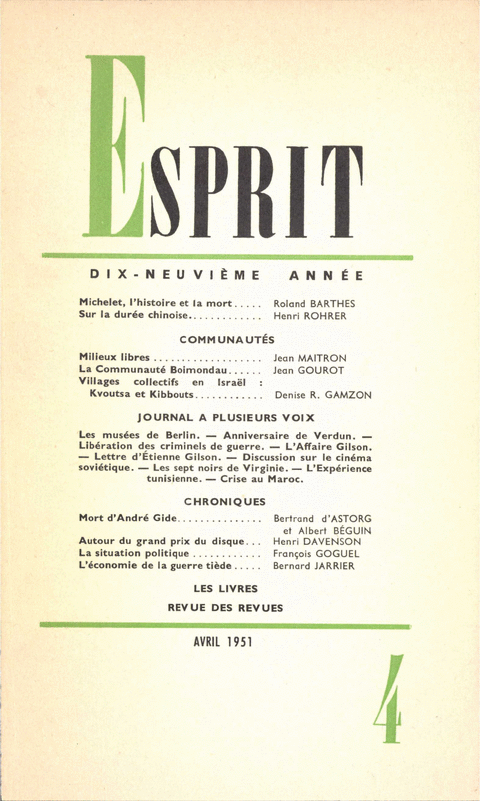 ESPRIT
DIX-NEUVIÈME ANNÉE
Michelet, l'histoire et la mort..... Roland BARTHES
Sur la durée chinoise............ Henri ROHRER
COMMUNAUTÉS
Milieux libres ................... Jean MAITRON
La Communauté Boimondau...... Jean GOUROT
Villages collectifs en Israël :
Kvoutsa et Kibbouts............ Denise R. GAMZON
JOURNAL A PLUSIEURS VOIX
Les musées de Berlin. — Anniversaire de Verdun. —
Libération des criminels de guerre. — L'Affaire Gilson.
— Lettre d'Étienne Gilson. — Discussion sur le cinéma
soviétique. — Les sept noirs de Virginie. — L'Expérience
tunisienne. — Crise au Maroc.
CHRONIQUES
Mort d'André Gide............... Bertrand d'ASTORG
et Albert BÉGUIN
Autour du grand prix du disque... Henri DAVENSON
La situation politique ............ François GOGUEL
L'économie de la guerre tiède..... Bernard JARRIER
LES LIVRES
REVUE DES REVUES
AVRIL 1951
4